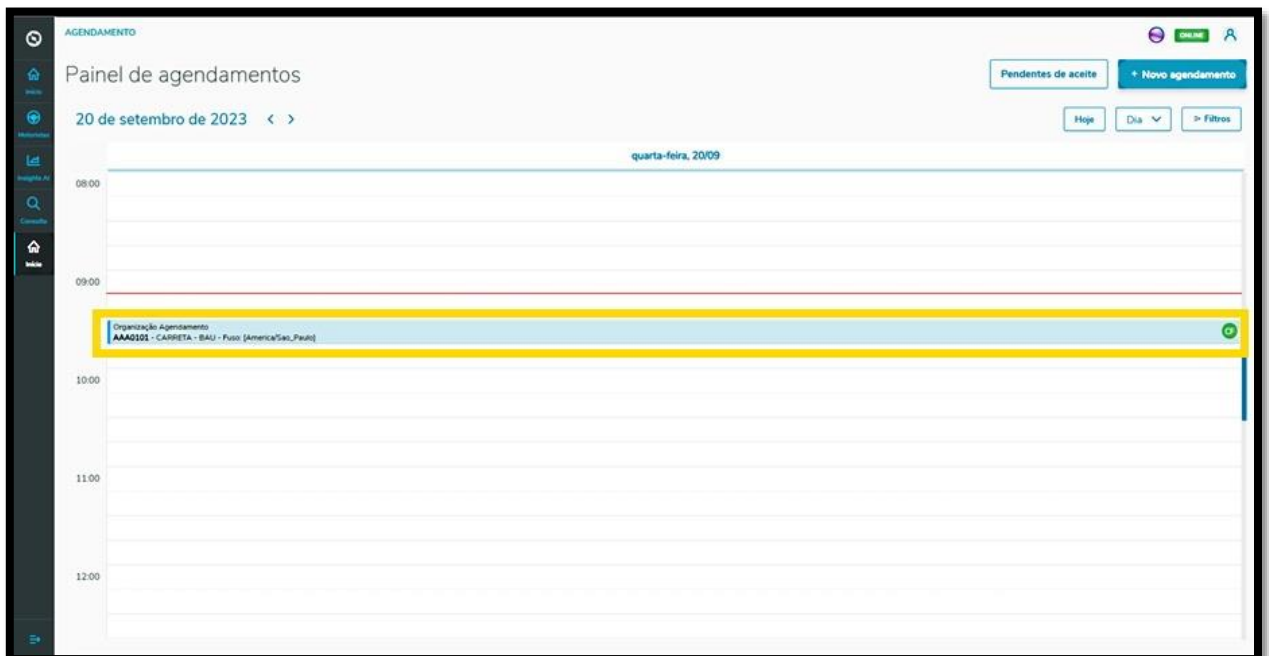 AGENDAMENTO
ONLINE
Painel de agendamentos
Pendentes de aceite
+ Novo agendamento
20 de setembro de 2023 < >
Hoje
Dia
Filtros
quarta-feira, 20/09
Início
Motoristas
Insights AI
Consulta
Início
08:00
09:00
Organização Agendamento
AAA0101 - CARRETA - BAU - Fuso: [America/Sao_Paulo]
CF
10:00
11:00
12:00